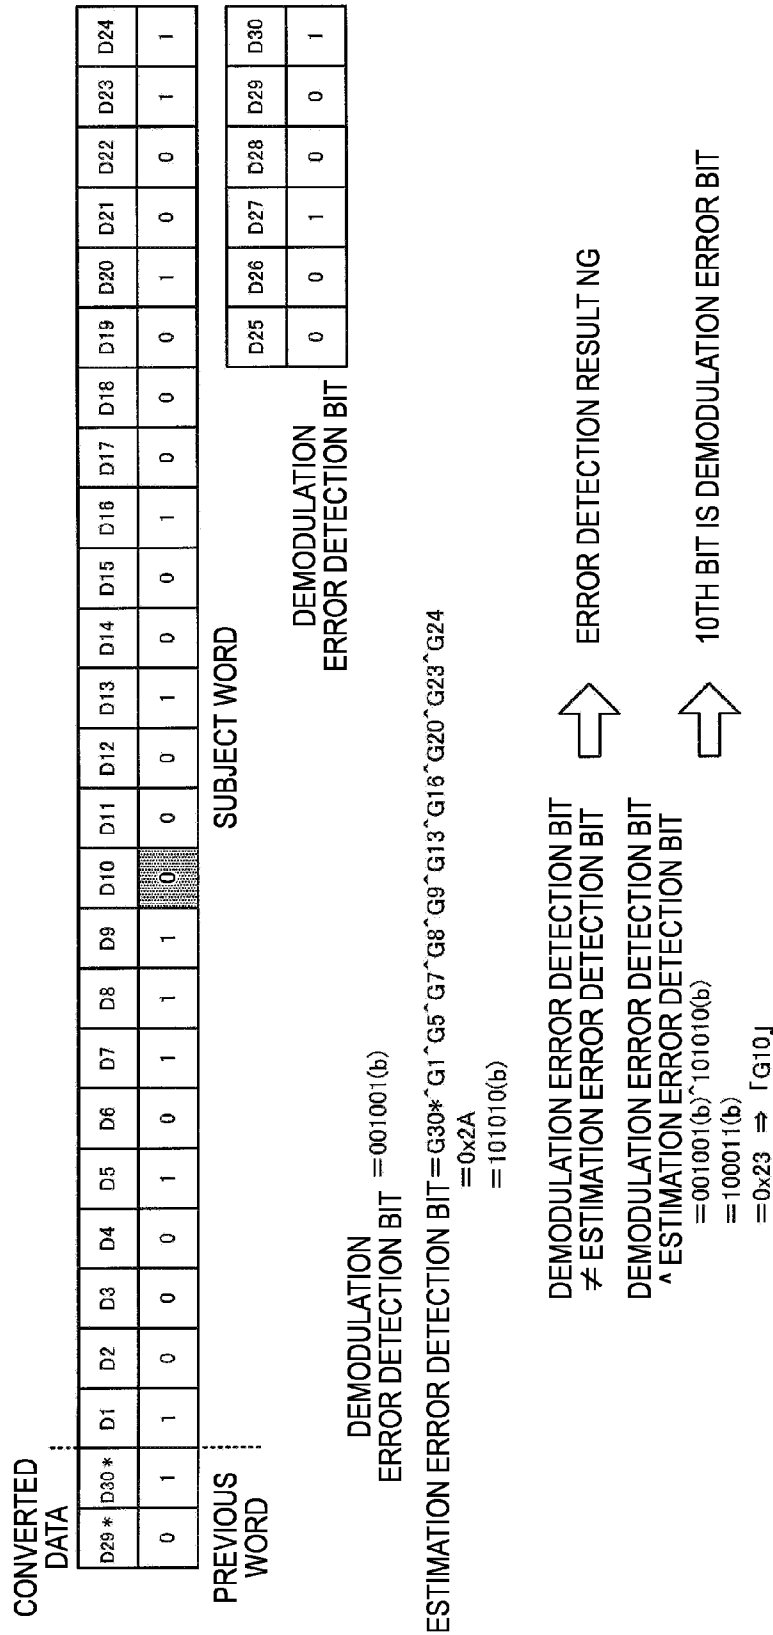 CONVERTED
DATA
D29* D30* D1 D2 D3 D4 D5 D6 D7 D8 D9 D10 D11 D12 D13 D14 D15 D16 D17 D18 D19 D20 D21 D22 D23 D24
0 1 1 0 0 0 1 0 1 1 1 0 0 0 1 0 0 1 0 0 0 1 0 0 1 1
PREVIOUS
WORD
SUBJECT WORD
DEMODULATION
ERROR DETECTION BIT
D25 D26 D27 D28 D29 D30
0 0 1 0 0 1
DEMODULATION
ERROR DETECTION BIT =001001(b)
ESTIMATION ERROR DETECTION BIT=G30*^G1^G5^G7^G8^G9^G13^G16^G20^G23^G24
=0x2A
=101010(b)
DEMODULATION ERROR DETECTION BIT
≠ ESTIMATION ERROR DETECTION BIT
ERROR DETECTION RESULT NG
DEMODULATION ERROR DETECTION BIT
^ ESTIMATION ERROR DETECTION BIT
=001001(b)^101010(b)
=100011(b)
=0x23 ⇒ 「G10」
10TH BIT IS DEMODULATION ERROR BIT